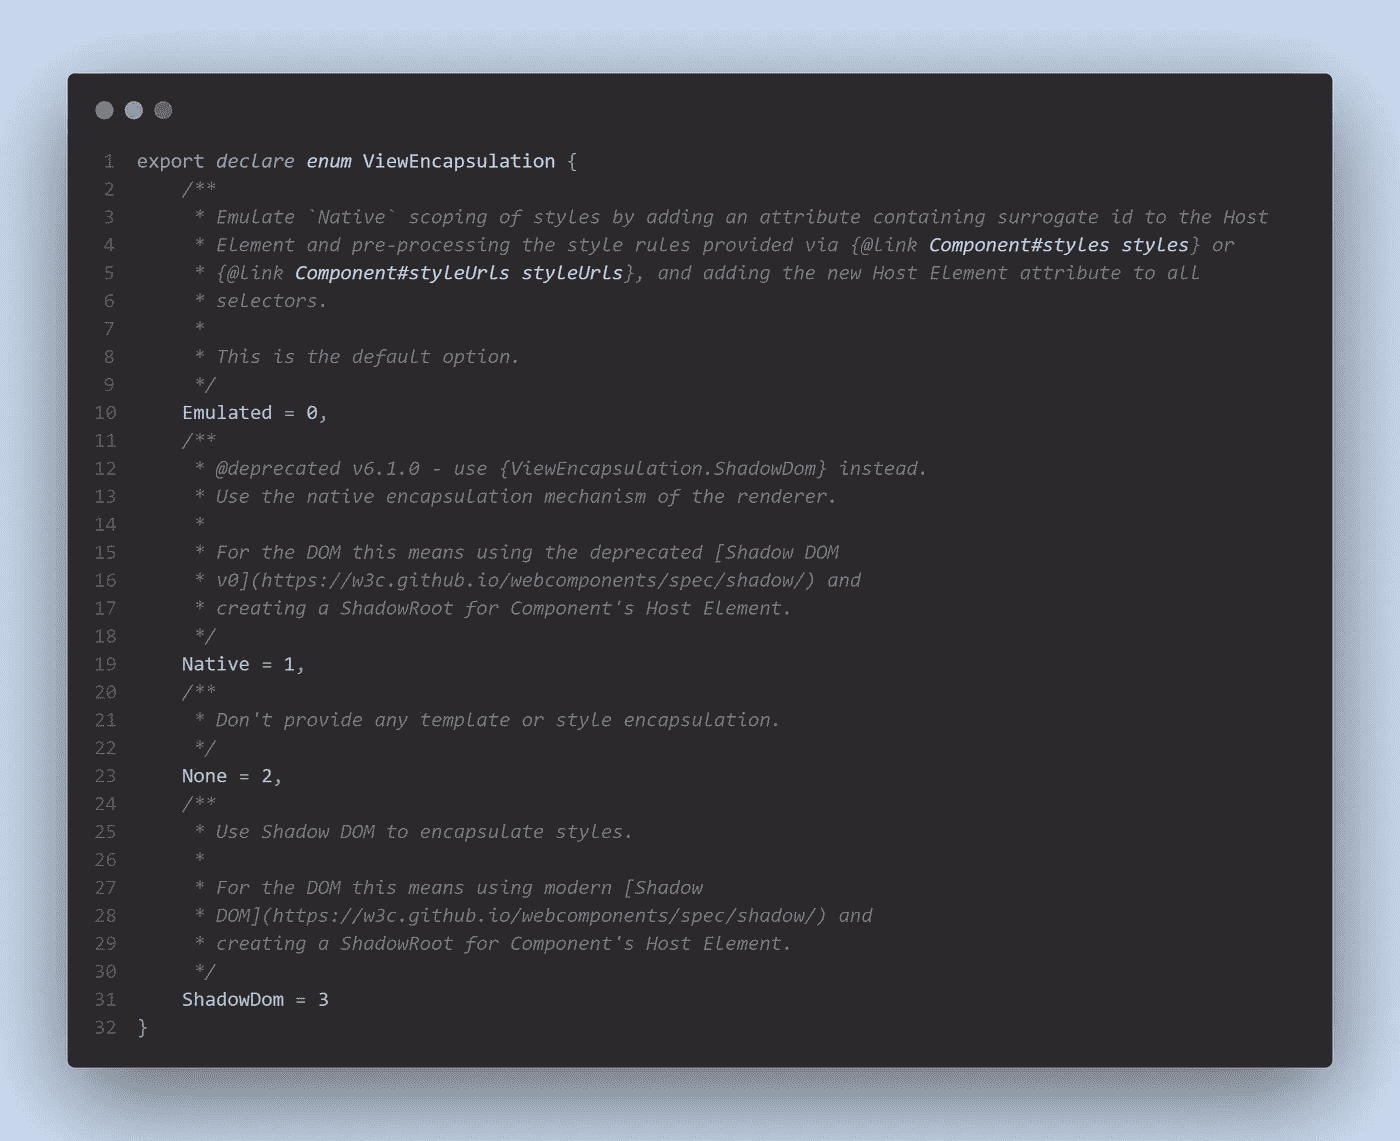 1 export declare enum ViewEncapsulation {
2     /**
3      * Emulate `Native` scoping of styles by adding an attribute containing surrogate id to the Host
4      * Element and pre-processing the style rules provided via {@link Component#styles styles} or
5      * {@link Component#styleUrls styleUrls}, and adding the new Host Element attribute to all
6      * selectors.
7      *
8      * This is the default option.
9      */
10     Emulated = 0,
11     /**
12      * @deprecated v6.1.0 - use {ViewEncapsulation.ShadowDom} instead.
13      * Use the native encapsulation mechanism of the renderer.
14      *
15      * For the DOM this means using the deprecated [Shadow DOM
16      * v0](https://w3c.github.io/webcomponents/spec/shadow/) and
17      * creating a ShadowRoot for Component's Host Element.
18      */
19     Native = 1,
20     /**
21      * Don't provide any template or style encapsulation.
22      */
23     None = 2,
24     /**
25      * Use Shadow DOM to encapsulate styles.
26      *
27      * For the DOM this means using modern [Shadow
28      * DOM](https://w3c.github.io/webcomponents/spec/shadow/) and
29      * creating a ShadowRoot for Component's Host Element.
30      */
31     ShadowDom = 3
32 }